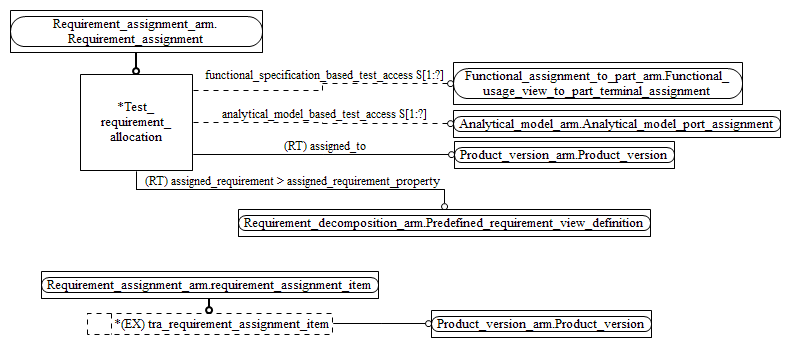 Requirement_assignment_arm.
Requirement_assignment
functional_specification_based_test_access S[1:?]
Functional_assignment_to_part_arm.Functional_
usage_view_to_part_terminal_assignment
*Test_
requirement_
allocation
analytical_model_based_test_access S[1:?]
Analytical_model_arm.Analytical_model_port_assignment
(RT) assigned_to
Product_version_arm.Product_version
(RT) assigned_requirement > assigned_requirement_property
Requirement_decomposition_arm.Predefined_requirement_view_definition
Requirement_assignment_arm.requirement_assignment_item
*(EX) tra_requirement_assignment_item
Product_version_arm.Product_version